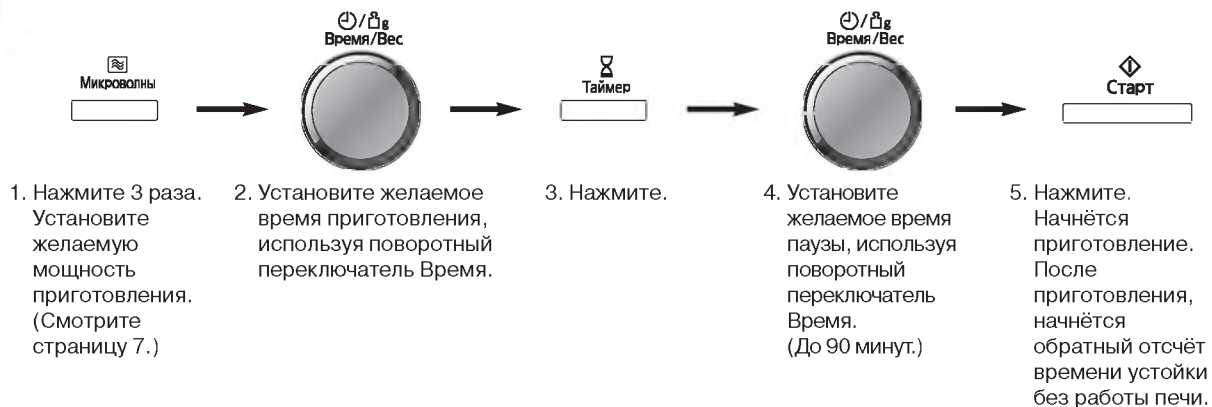 /g
Время/Вес
/g
Время/Вес
Микроволны
Таймер
Старт
1. Нажмите 3 раза.
Установите
желаемую
мощность
приготовления.
(Смотрите
страницу 7.)
2. Установите желаемое
время приготовления,
используя поворотный
переключатель Время.
3. Нажмите.
4. Установите
желаемое время
паузы, используя
поворотный
переключатель
Время.
(До 90 минут.)
5. Нажмите.
Начнётся
приготовление.
После
приготовления,
начнётся
обратный отсчёт
времени устойки
без работы печи.